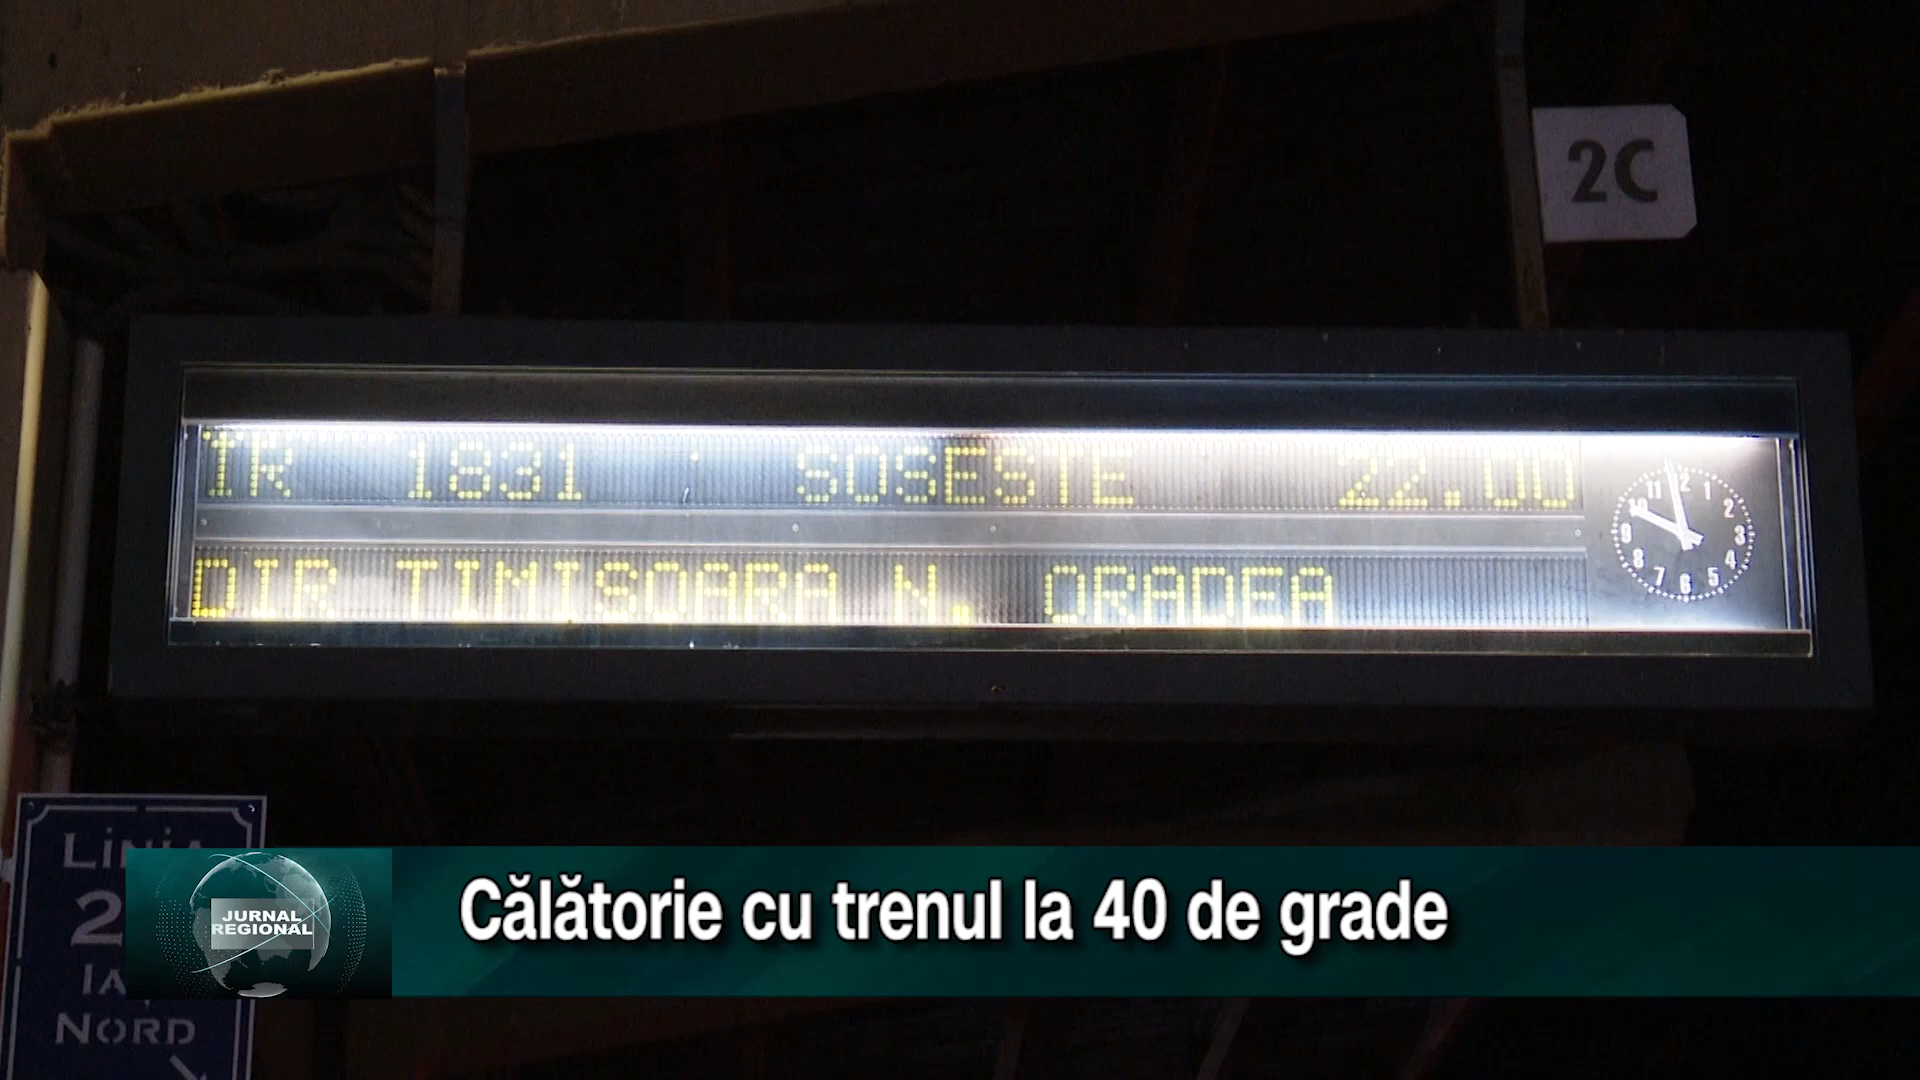 2C
IR 1831 SOSESTE 22.00
DIR TIMISOARA N. ORADEA
11 12 1
10 2
9 3
8 4
7 6 5
Linia
2
Nord
JURNAL
REGIONAL
Călătorie cu trenul la 40 de grade